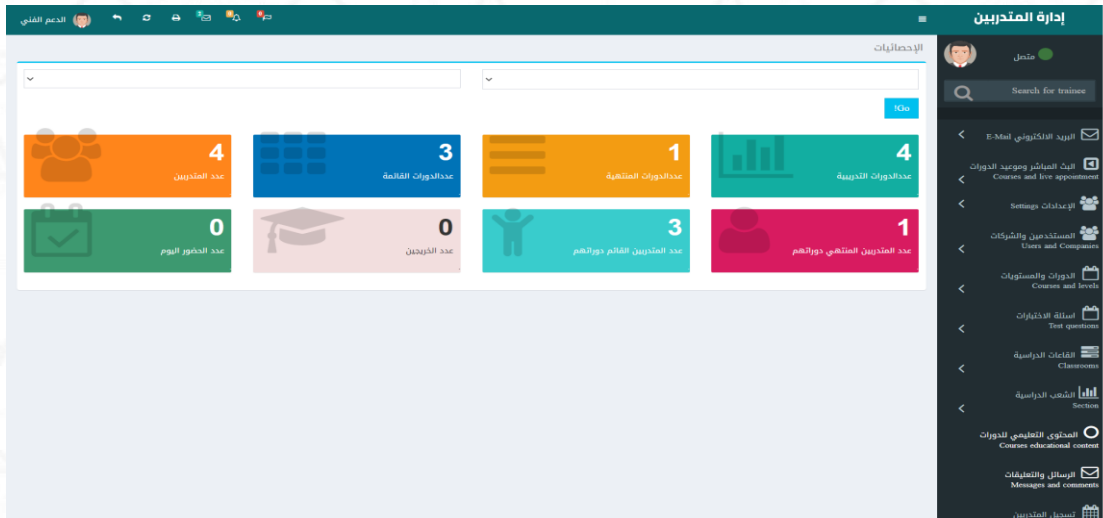 إدارة المتدربين
متصل
Search for trainee
البريد الالكتروني E-Mail
البث المباشر وموعيد الدورات
Courses and live appointment
الإعدادات Settings
المستخدمين والشركات
Users and Companies
الدورات والمستويات
Courses and levels
اسئلة الاختبارات
Test questions
القاعات الدراسية
Classrooms
الشعب الدراسية
Section
المحتوى التعليمي للدورات
Courses educational content
الرسائل والتعليقات
Messages and comments
تسجيل المتدربين
الدعم الفني
الإحصائيات
Go!
4
عددالدورات التدريبية
1
عددالدورات المنتهية
3
عددالدورات القائمة
4
عدد المتدربين
1
عدد المتدربين المنتهي دوراتهم
3
عدد المتدربين القائم دوراتهم
0
عدد الخريجين
0
عدد الحضور اليوم